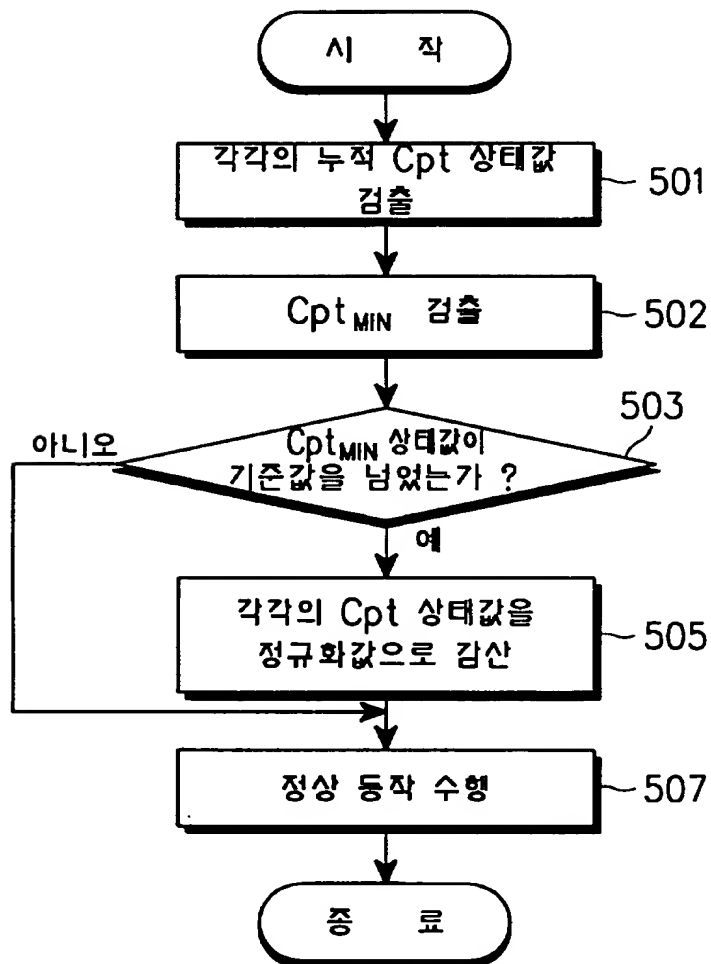 시 작
각각의 누적 Cpt 상태값
검출
501
Cpt MIN 검출
502
503
아니오
Cpt MIN 상태값이
기준값을 넘었는가 ?
예
각각의 Cpt 상태값을
정규화값으로 감산
505
정상 동작 수행
507
종 료